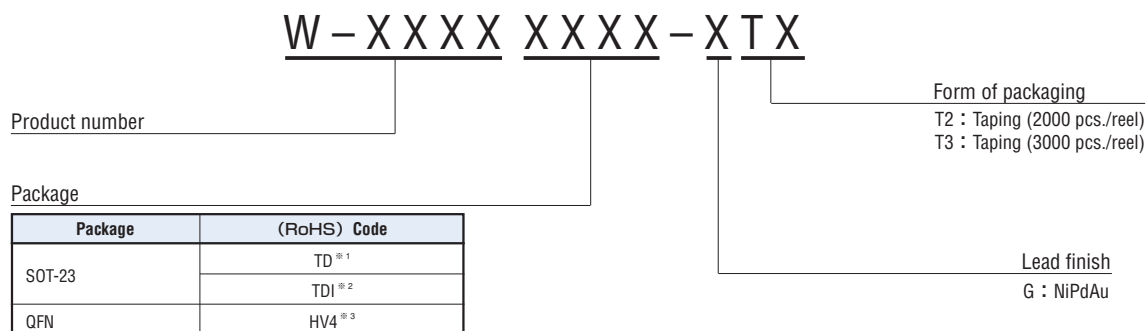 W – X X X X X X X X – X T X
Product number
Form of packaging
T2：Taping (2000 pcs./reel)
T3：Taping (3000 pcs./reel)
Package
Package (RoHS) Code
SOT-23 TD※1
TDI※2
QFN HV4※3
Lead finish
G：NiPdAu